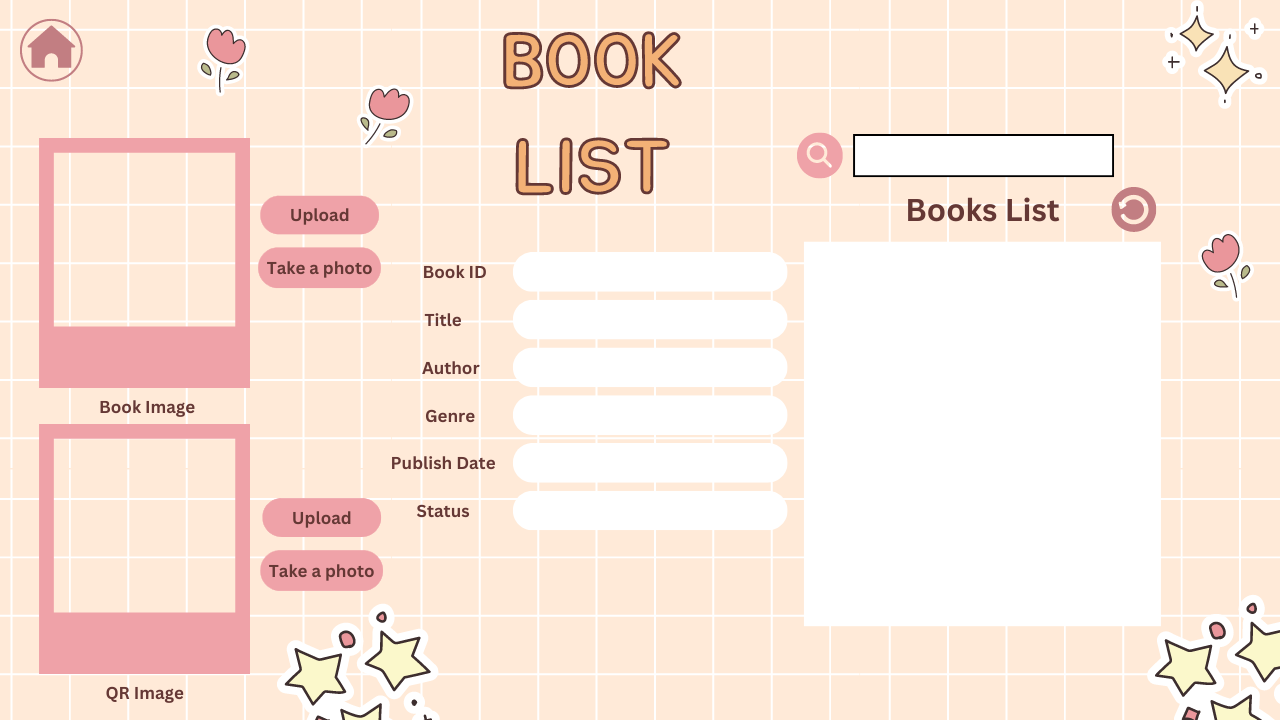 BOOK
LIST
Upload
Take a photo
Book Image
Upload
Take a photo
QR Image
Book ID
Title
Author
Genre
Publish Date
Status
Books List